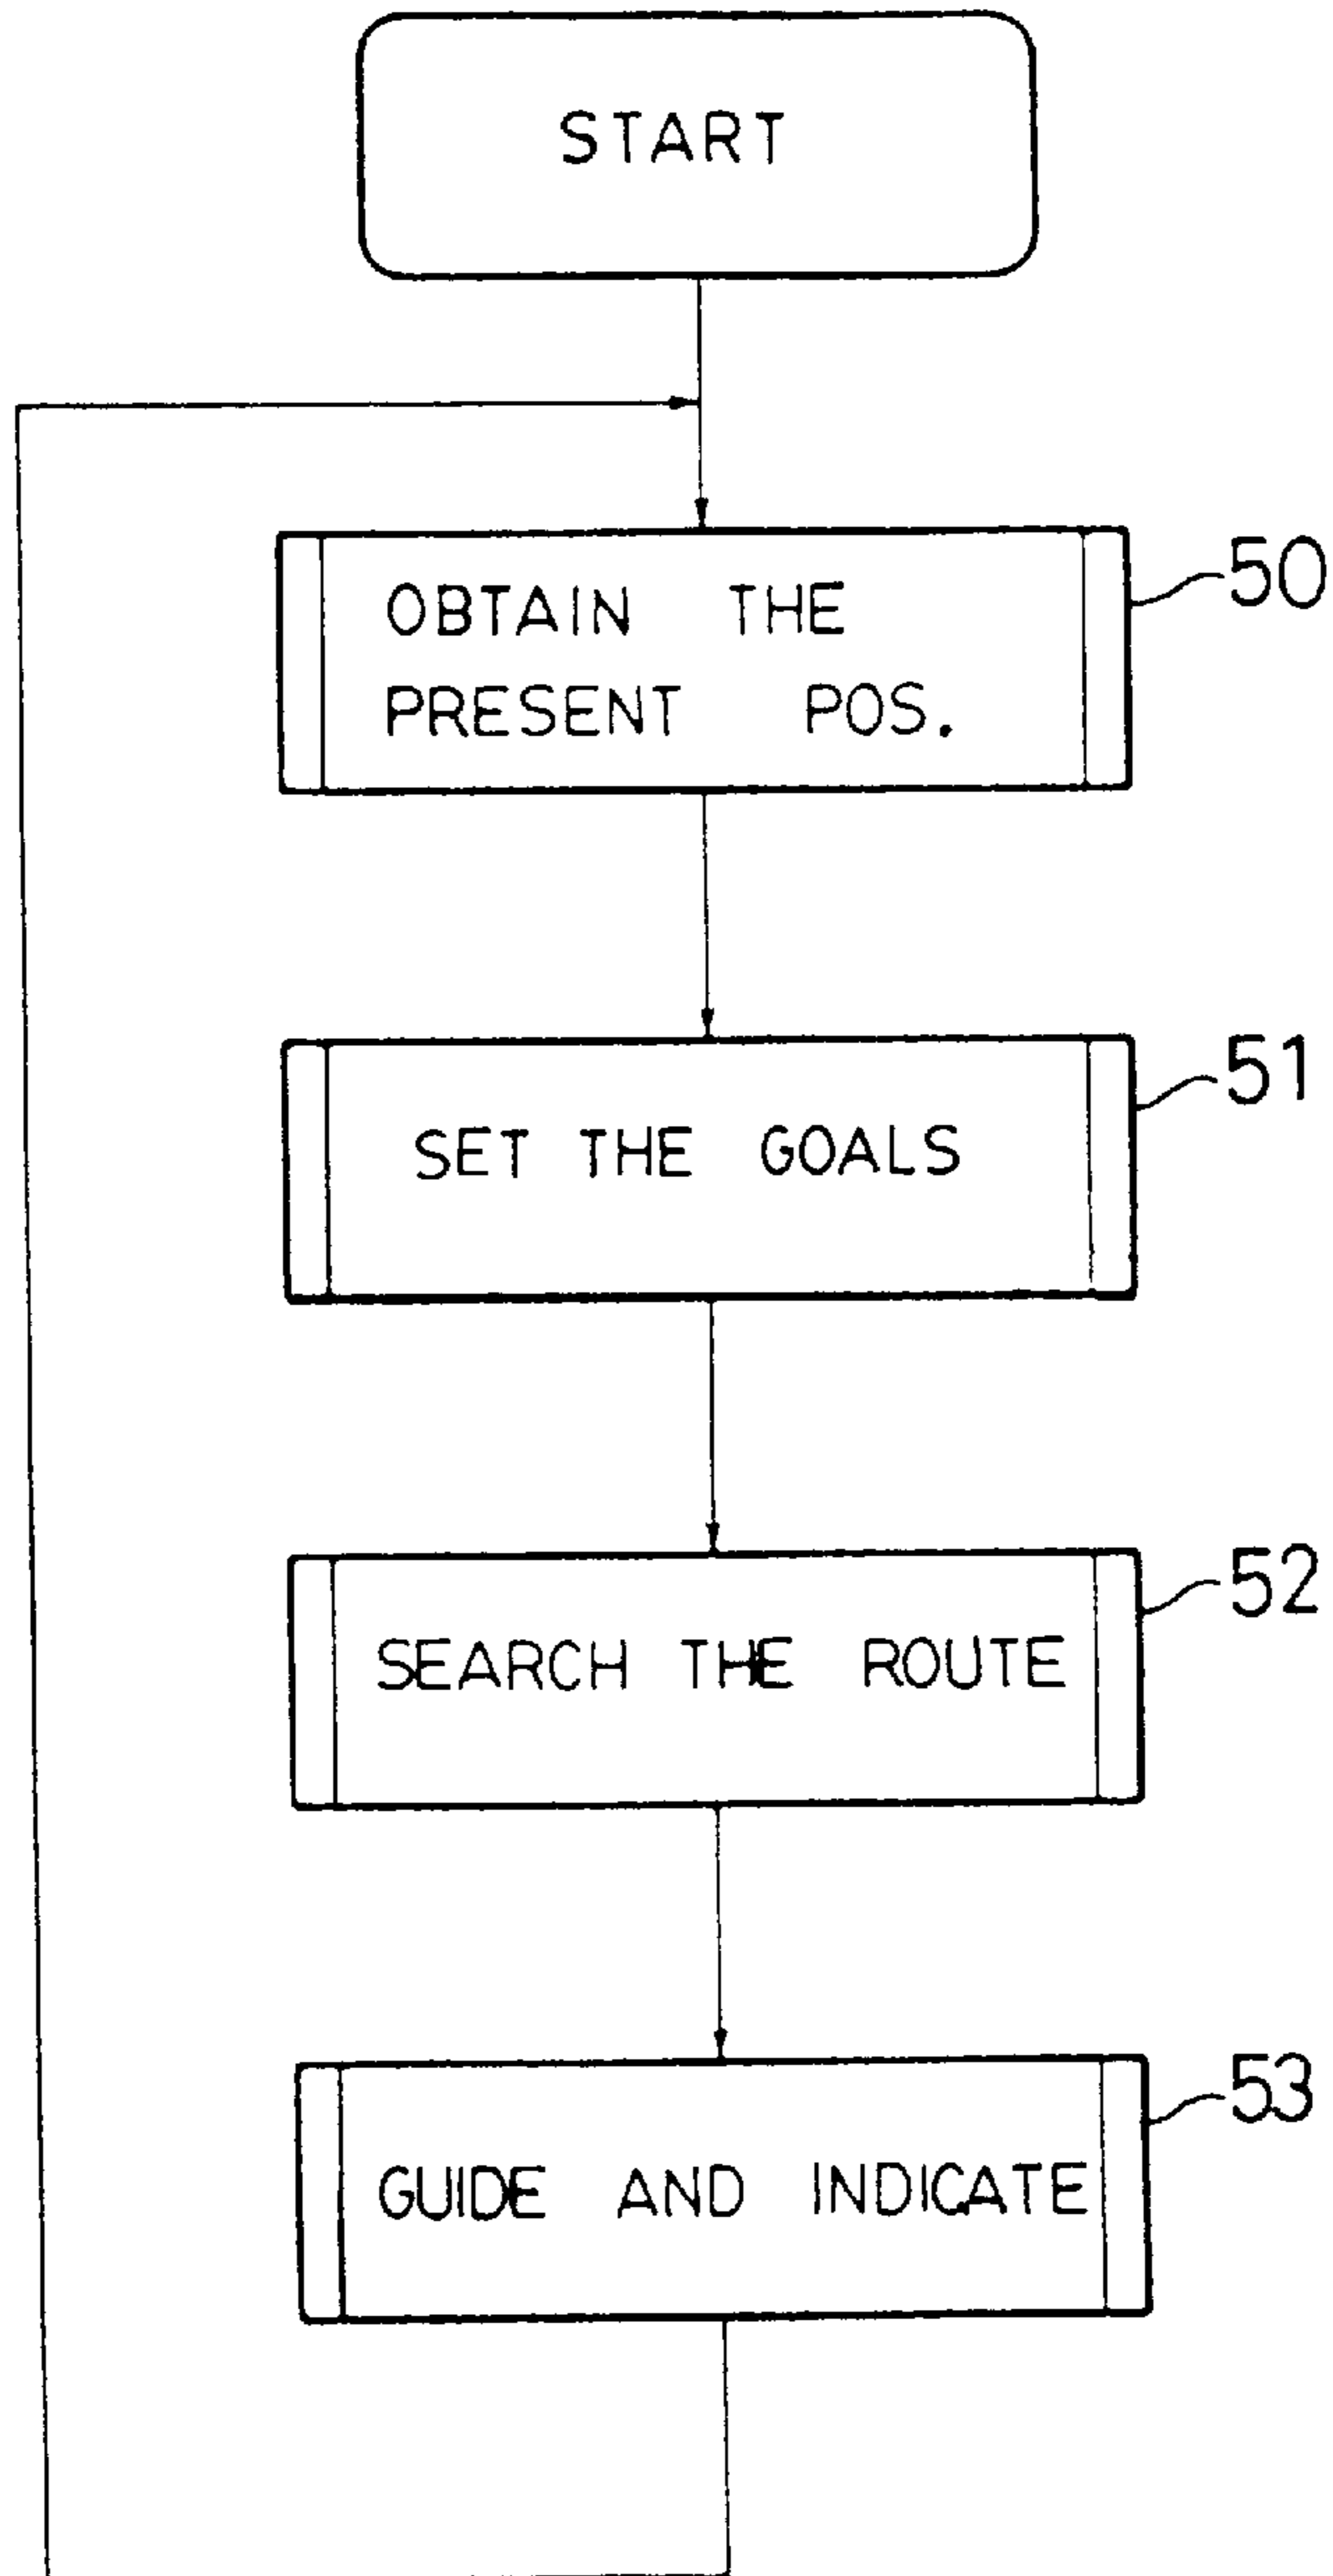 START
OBTAIN THE
PRESENT POS.
50
SET THE GOALS
51
SEARCH THE ROUTE
52
GUIDE AND INDICATE
53